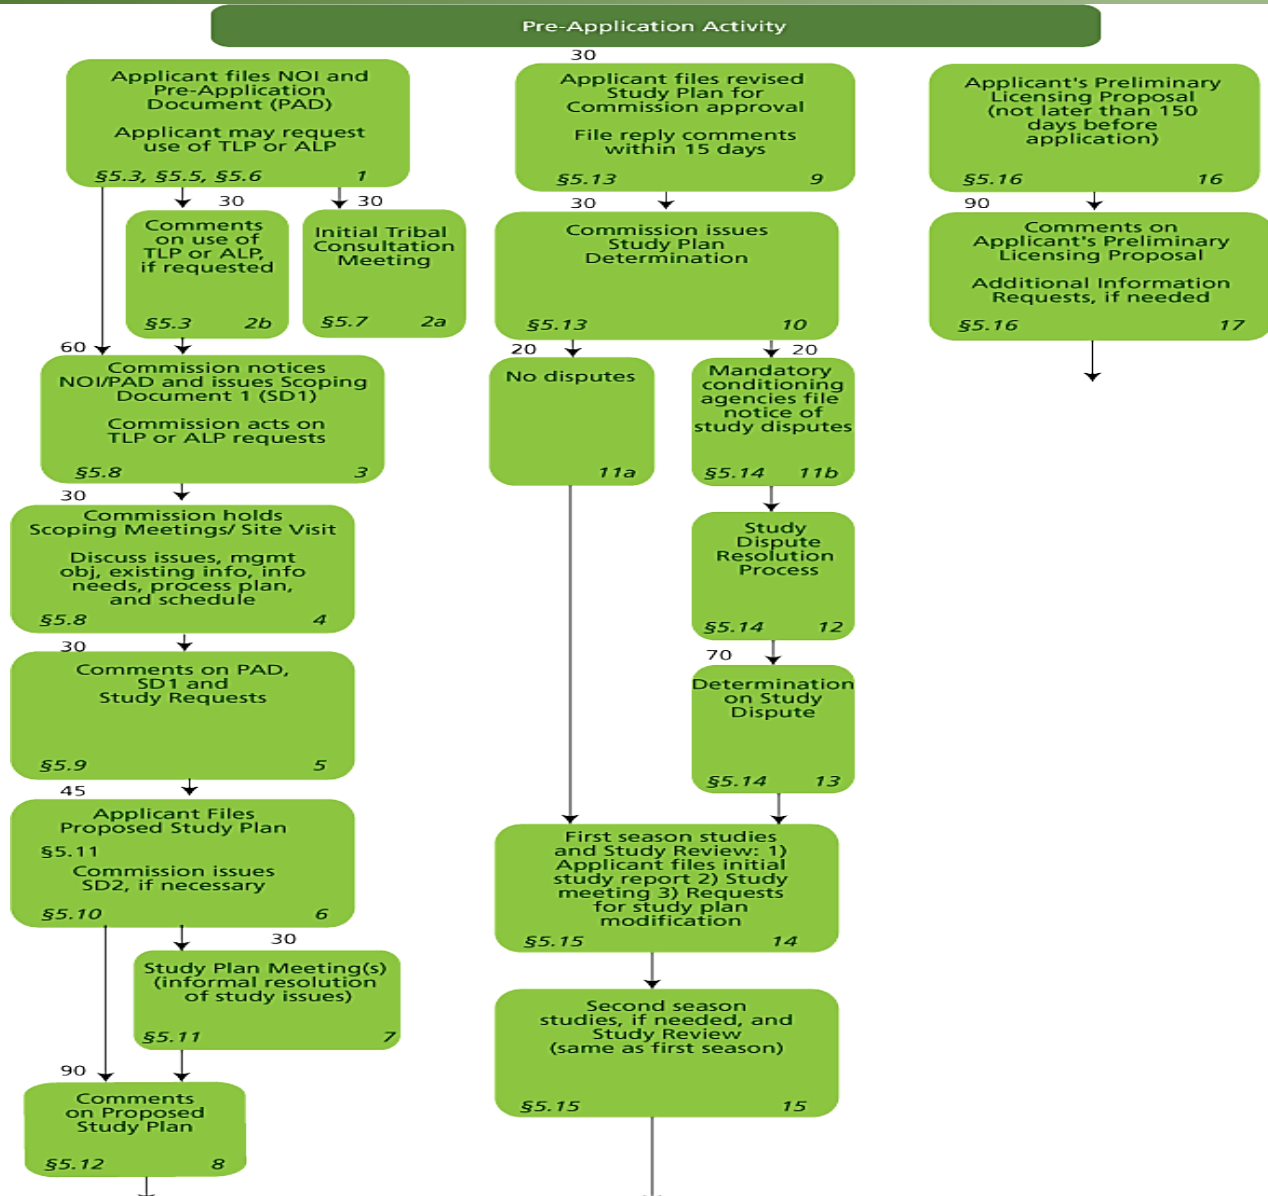 Pre-Application Activity
Applicant files NOI and
Pre-Application
Document (PAD)
Applicant may request
use of TLP or ALP
§5.3, §5.5, §5.6 1
30
Comments
on use of
TLP or ALP,
if requested
§5.3 2b
30
Initial Tribal
Consultation
Meeting
§5.7 2a
60
Commission notices
NOI/PAD and issues Scoping
Document 1 (SD1)
Commission acts on
TLP or ALP requests
§5.8 3
30
Commission holds
Scoping Meetings/ Site Visit
Discuss issues, mgmt
obj, existing info, info
needs, process plan,
and schedule
§5.8 4
30
Comments on PAD,
SD1 and
Study Requests
§5.9 5
45
Applicant Files
Proposed Study Plan
§5.11
Commission issues
SD2, if necessary
§5.10 6
30
Study Plan Meeting(s)
(informal resolution
of study issues)
§5.11 7
90
Comments
on Proposed
Study Plan
§5.12 8
30
Applicant files revised
Study Plan for
Commission approval
File reply comments
within 15 days
§5.13 9
30
Commission issues
Study Plan
Determination
§5.13 10
20
No disputes
11a
20
Mandatory
conditioning
agencies file
notice of
study disputes
§5.14 11b
Study
Dispute
Resolution
Process
§5.14 12
70
Determination
on Study
Dispute
§5.14 13
First season studies
and Study Review: 1)
Applicant files initial
study report 2) Study
meeting 3) Requests
for study plan
modification
§5.15 14
Second season
studies, if needed, and
Study Review
(same as first season)
§5.15 15
Applicant's Preliminary
Licensing Proposal
(not later than 150
days before
application)
§5.16 16
90
Comments on
Applicant's Preliminary
Licensing Proposal
Additional Information
Requests, if needed
§5.16 17